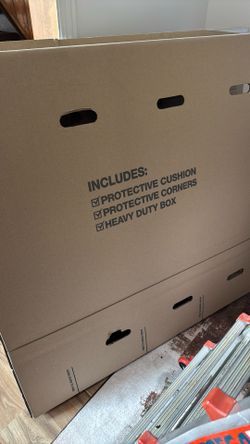 INCLUDES:
☑PROTECTIVE CUSHION
☑PROTECTIVE CORNERS
☑HEAVY DUTY BOX